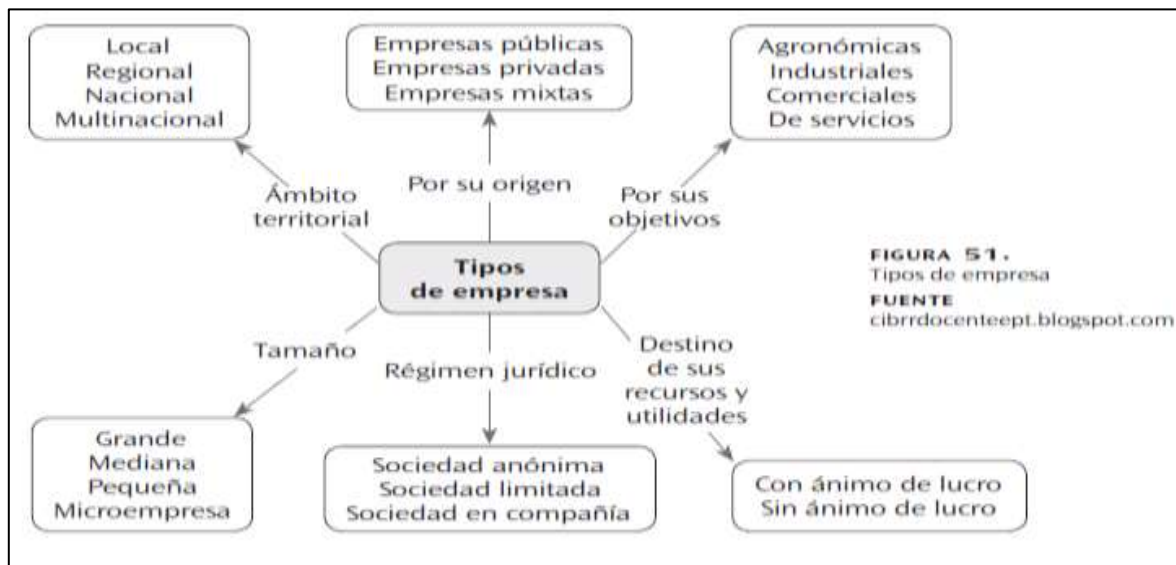 Local
Regional
Nacional
Multinacional
Empresas públicas
Empresas privadas
Empresas mixtas
Agronómicas
Industriales
Comerciales
De servicios
Ámbito
territorial
Por su origen
Por sus
objetivos
Tipos
de empresa
FIGURA 51.
Tipos de empresa
FUENTE
cibrrdocenteept.blogspot.com
Tamaño
Régimen jurídico
Destino
de sus
recursos y
utilidades
Grande
Mediana
Pequeña
Microempresa
Sociedad anónima
Sociedad limitada
Sociedad en compañía
Con ánimo de lucro
Sin ánimo de lucro